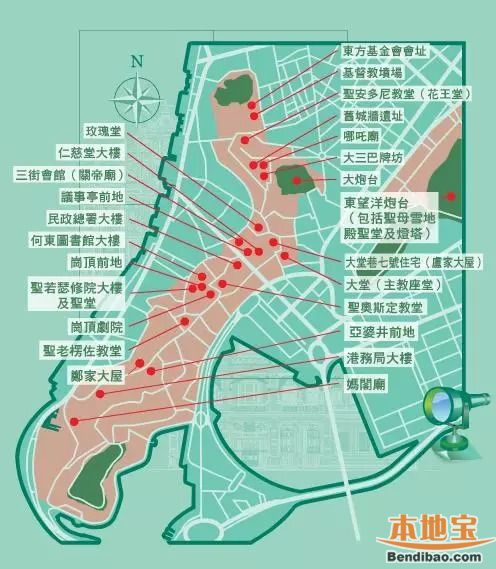 N
東方基金會會址
基督教墳場
聖安多尼教堂（花王堂）
舊城牆遺址
哪吒廟
大三巴牌坊
大炮台
東望洋炮台
（包括聖母雪地
殿聖堂及燈塔）
大堂巷七號住宅（盧家大屋）
大堂（主教座堂）
聖奧斯定教堂
亞婆井前地
港務局大樓
媽閣廟
玫瑰堂
仁慈堂大樓
三街會館（關帝廟）
議事亭前地
民政總署大樓
何東圖書館大樓
崗頂前地
聖若瑟修院大樓
及聖堂
崗頂劇院
聖老楞佐教堂
鄭家大屋
本地宝
Bendibao.com